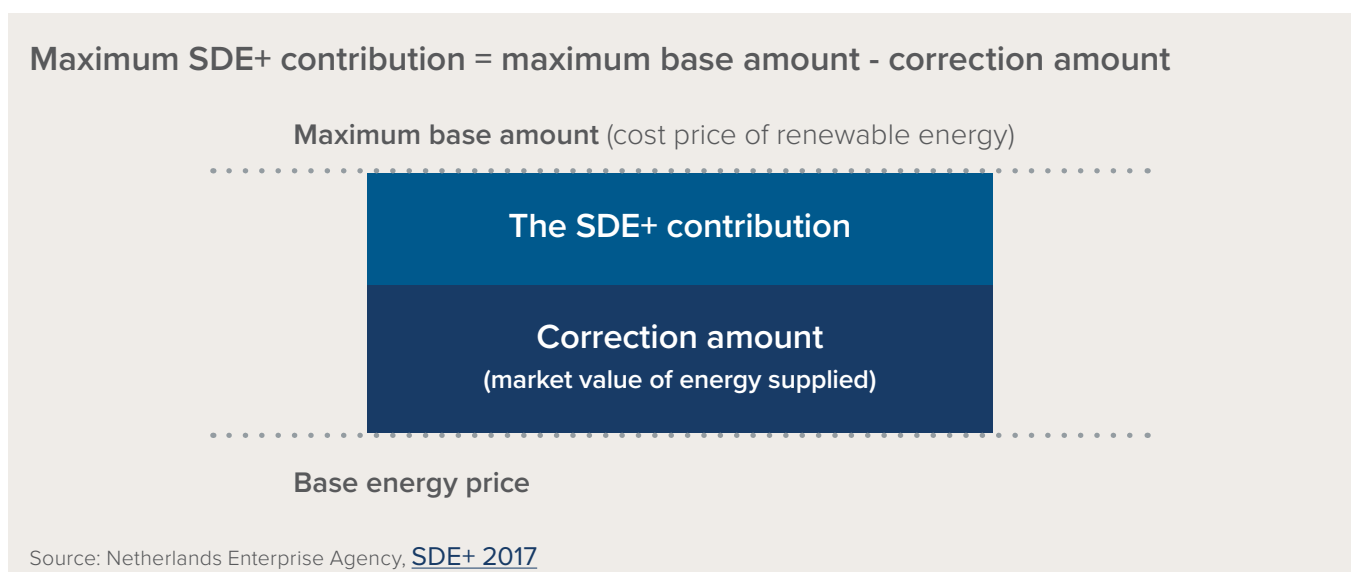 Maximum SDE+ contribution = maximum base amount - correction amount
Maximum base amount (cost price of renewable energy)
The SDE+ contribution
Correction amount
(market value of energy supplied)
Base energy price
Source: Netherlands Enterprise Agency, SDE+ 2017